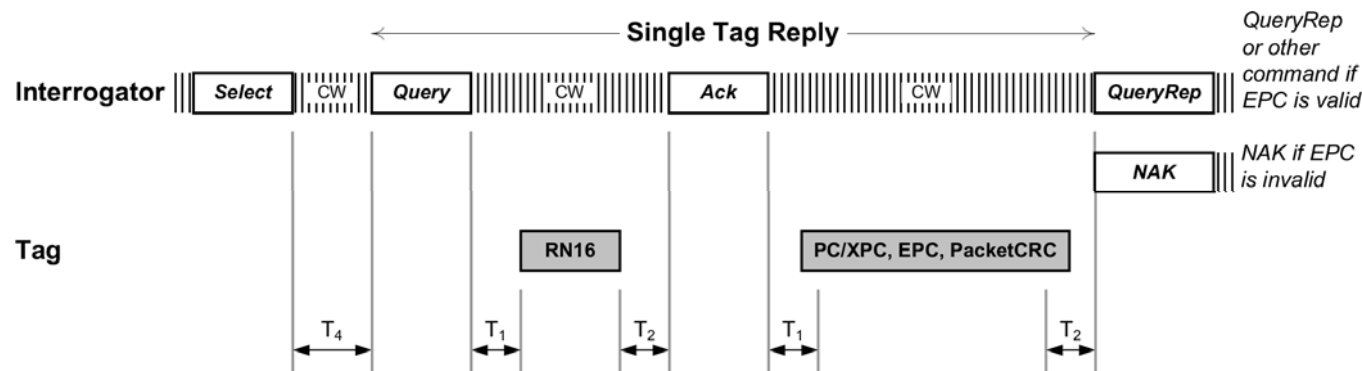 Single Tag Reply
QueryRep
or other
command if
EPC is valid
Interrogator
Select
CW
Query
CW
Ack
CW
QueryRep
NAK
NAK if EPC
is invalid
Tag
RN16
PC/XPC, EPC, PacketCRC
T₄
T₁
T₂
T₁
T₂